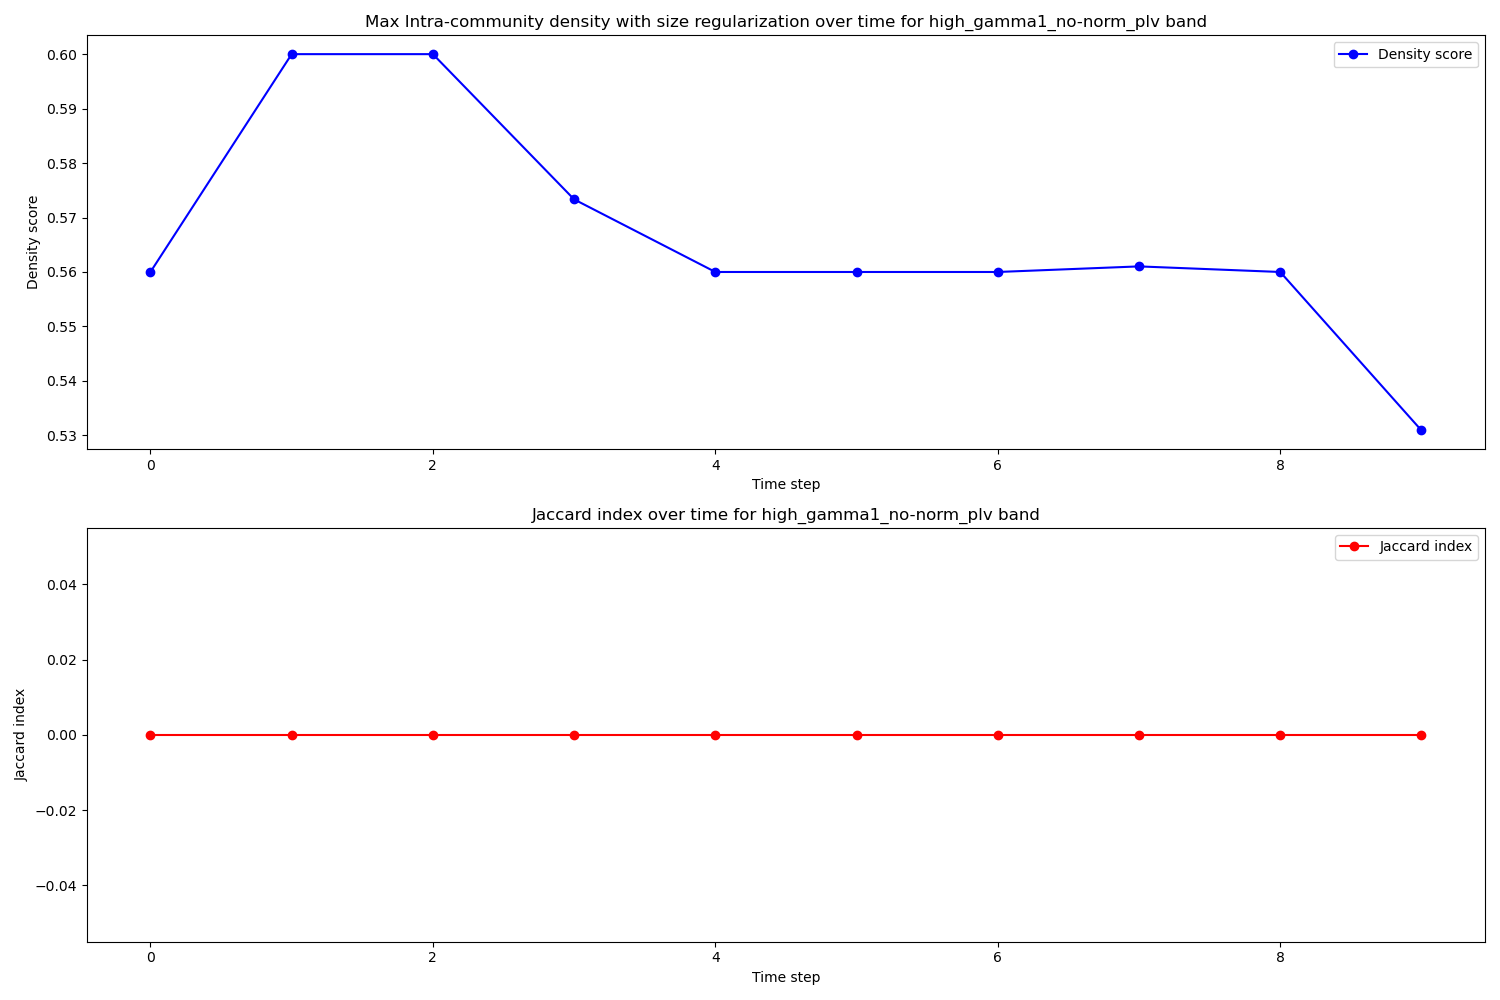 Max Intra-community density with size regularization over time for high_gamma1_no-norm_plv band
Density score
0.60
0.59
0.58
0.57
0.56
0.55
0.54
0.53
Density score
0 2 4 6 8
Time step
Jaccard index over time for high_gamma1_no-norm_plv band
Jaccard index
0.04
0.02
0.00
−0.02
−0.04
Jaccard index
0 2 4 6 8
Time step